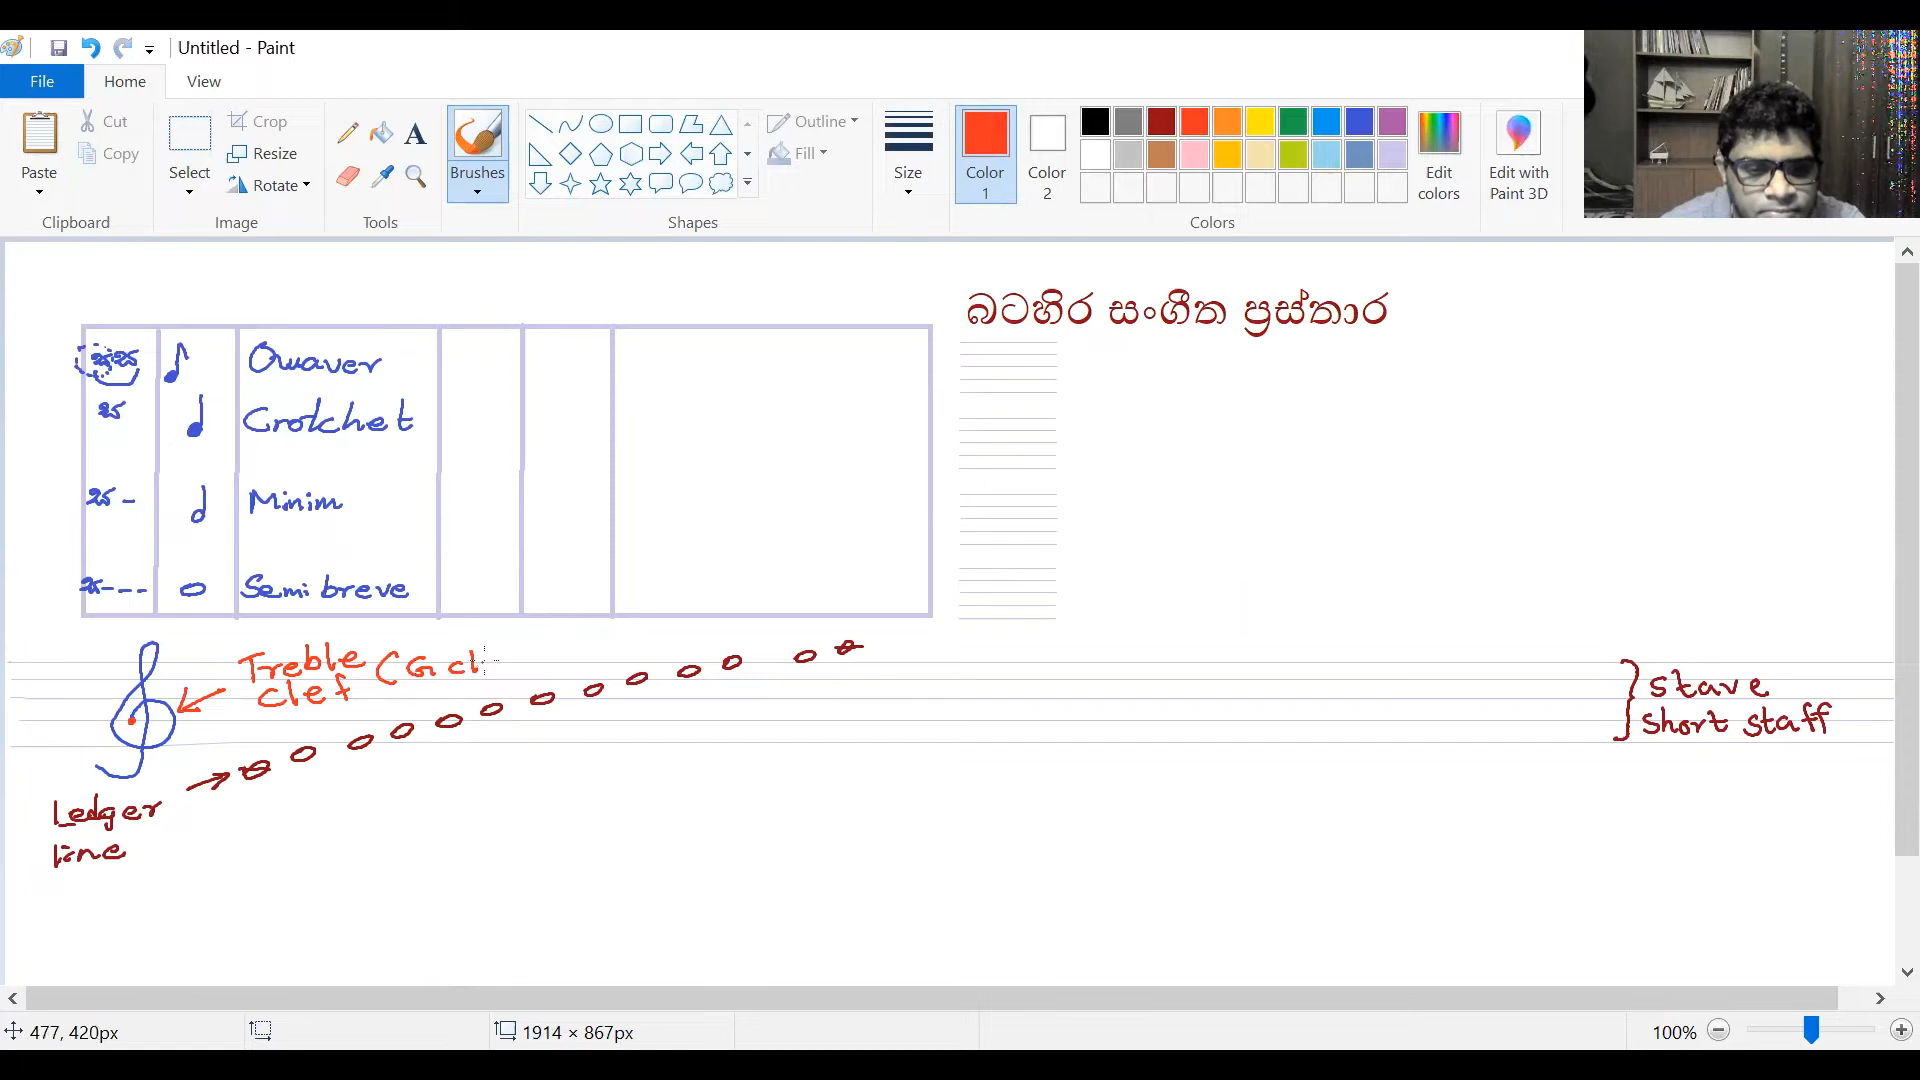 Untitled - Paint
File Home View
Paste
Cut
Copy
Clipboard
Select
Crop
Resize
Rotate
Image
Tools
Brushes
Outline
Fill
Shapes
Size
Color 1
Color 2
Edit colors
Edit with Paint 3D
Colors
බටහිර සංගීත ප්‍රස්තාර
Quaver
Crotchet
Minim
Semi breve
Treble (G cl
clef
Ledger
line
stave
short staff
477, 420px
1914 × 867px
100%